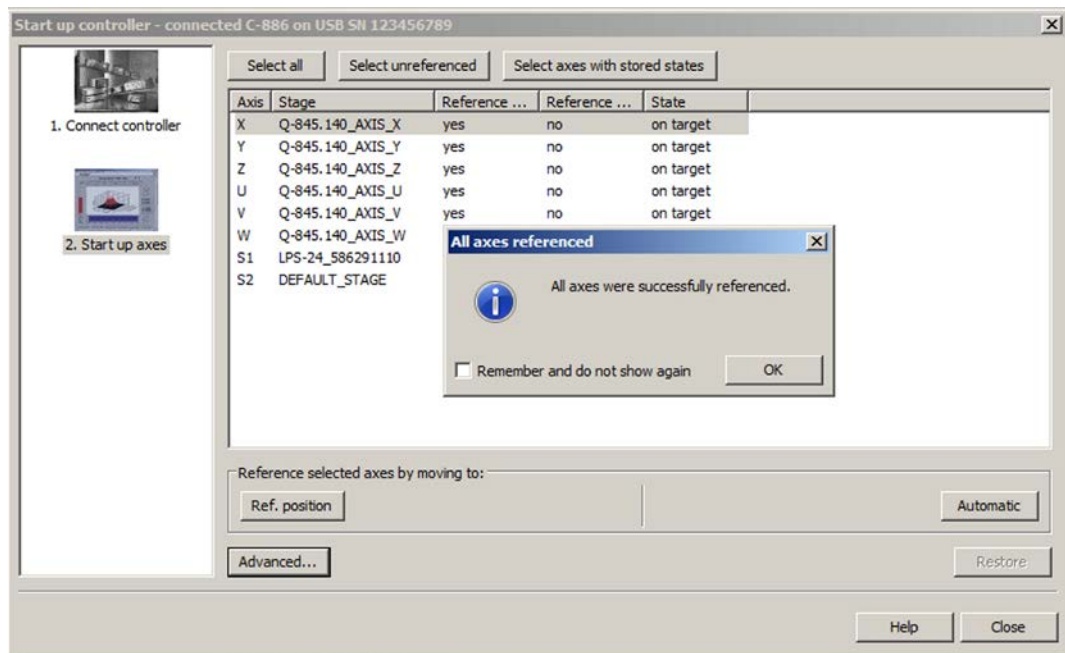 Start up controller - connected C-886 on USB SN 123456789
1. Connect controller
2. Start up axes
Select all Select unreferenced Select axes with stored states
Axis Stage Reference ... Reference ... State
X Q-845.140_AXIS_X yes no on target
Y Q-845.140_AXIS_Y yes no on target
Z Q-845.140_AXIS_Z yes no on target
U Q-845.140_AXIS_U yes no on target
V Q-845.140_AXIS_V yes no on target
W Q-845.140_AXIS_W
S1 LPS-24_586291110
S2 DEFAULT_STAGE
All axes referenced
All axes were successfully referenced.
Remember and do not show again OK
Reference selected axes by moving to:
Ref. position Automatic
Advanced... Restore
Help Close